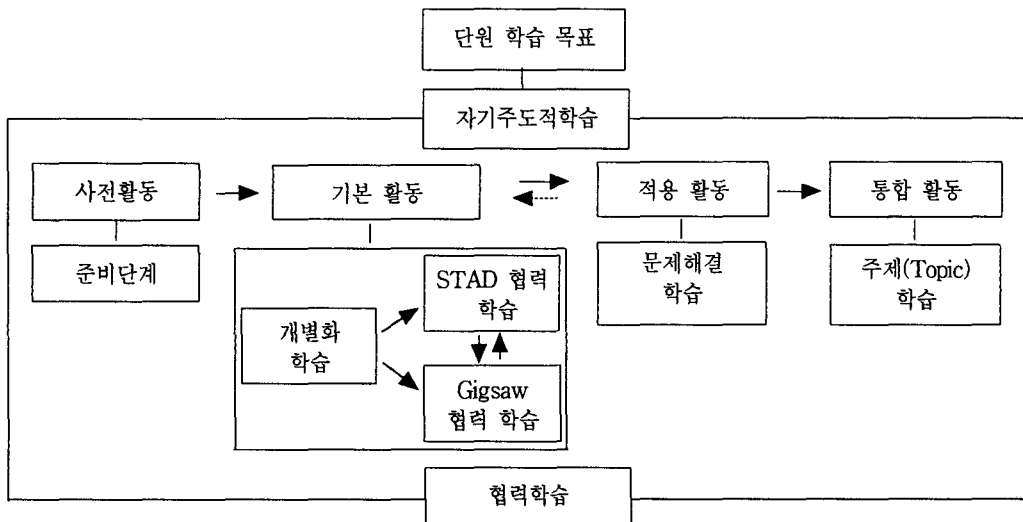 단원 학습 목표
자기주도적학습
사전활동
기본 활동
적용 활동
통합 활동
준비단계
문제해결
학습
주제(Topic)
학습
개별화
학습
STAD 협력
학습
Gigsaw
협력 학습
협력학습